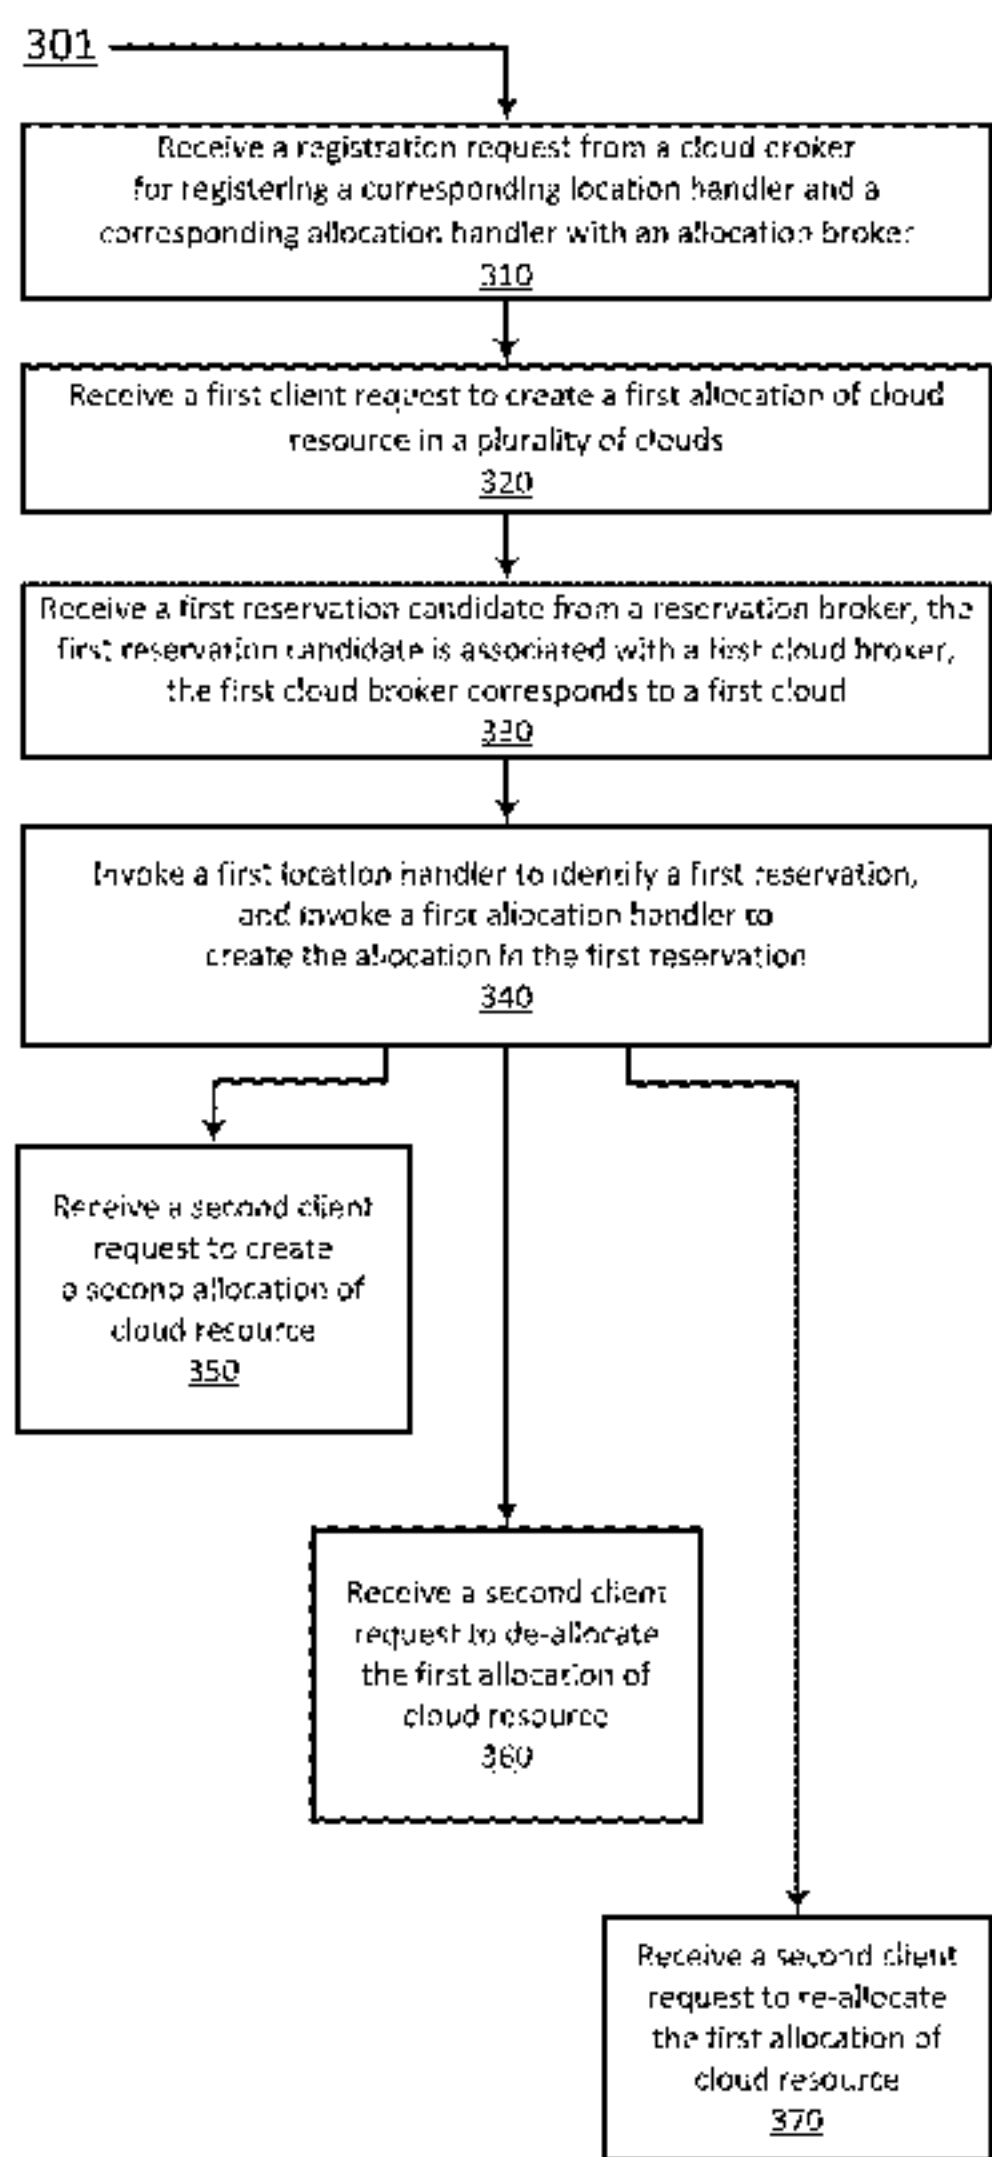 301
Receive a registration request from a cloud broker
for registering a corresponding location handler and a
corresponding allocation handler with an allocation broker
310
Receive a first client request to create a first allocation of cloud
resource in a plurality of clouds
320
Receive a first reservation candidate from a reservation broker, the
first reservation candidate is associated with a first cloud broker,
the first cloud broker corresponds to a first cloud
330
Invoke a first location handler to identify a first reservation,
and invoke a first allocation handler to
create the allocation in the first reservation
340
Receive a second client
request to create
a second allocation of
cloud resource
350
Receive a second client
request to de-allocate
the first allocation of
cloud resource
360
Receive a second client
request to re-allocate
the first allocation of
cloud resource
370